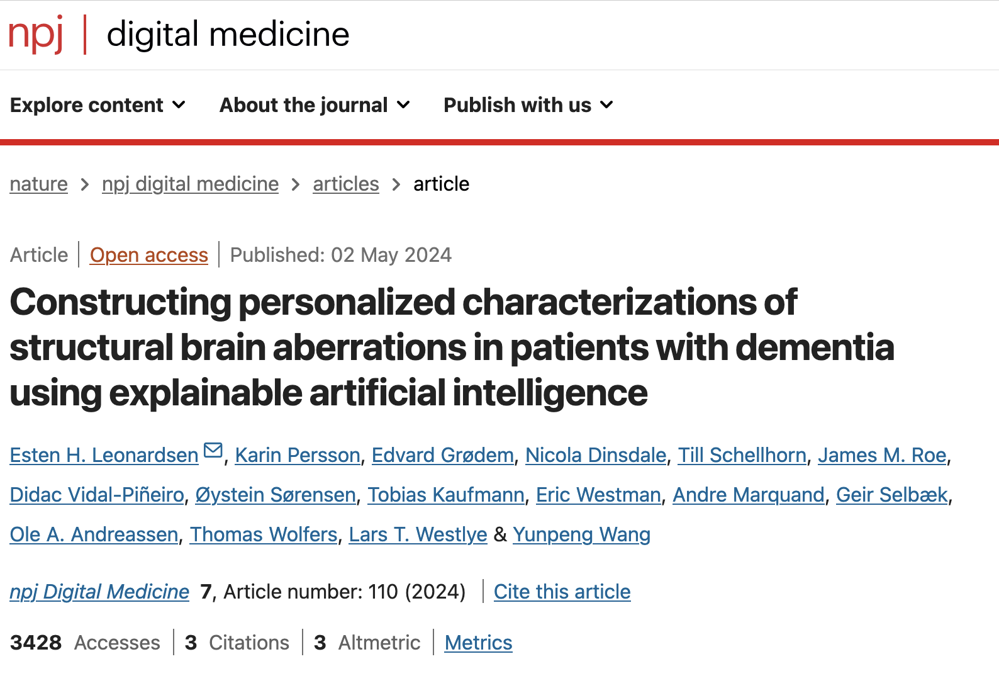 npj | digital medicine
Explore content About the journal Publish with us
nature > npj digital medicine > articles > article
Article | Open access | Published: 02 May 2024
Constructing personalized characterizations of
structural brain aberrations in patients with dementia
using explainable artificial intelligence
Esten H. Leonardsen, Karin Persson, Edvard Grødem, Nicola Dinsdale, Till Schellhorn, James M. Roe,
Didac Vidal-Piñeiro, Øystein Sørensen, Tobias Kaufmann, Eric Westman, Andre Marquand, Geir Selbæk,
Ole A. Andreassen, Thomas Wolfers, Lars T. Westlye & Yunpeng Wang
npj Digital Medicine 7, Article number: 110 (2024) | Cite this article
3428 Accesses | 3 Citations | 3 Altmetric | Metrics